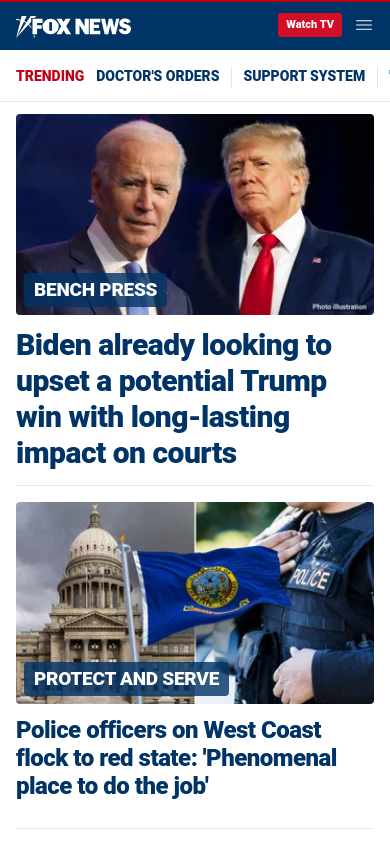 FOX NEWS
Watch TV
TRENDING DOCTOR'S ORDERS SUPPORT SYSTEM
BENCH PRESS
Photo illustration
Biden already looking to
upset a potential Trump
win with long-lasting
impact on courts
POLICE
PROTECT AND SERVE
Police officers on West Coast
flock to red state: 'Phenomenal
place to do the job'